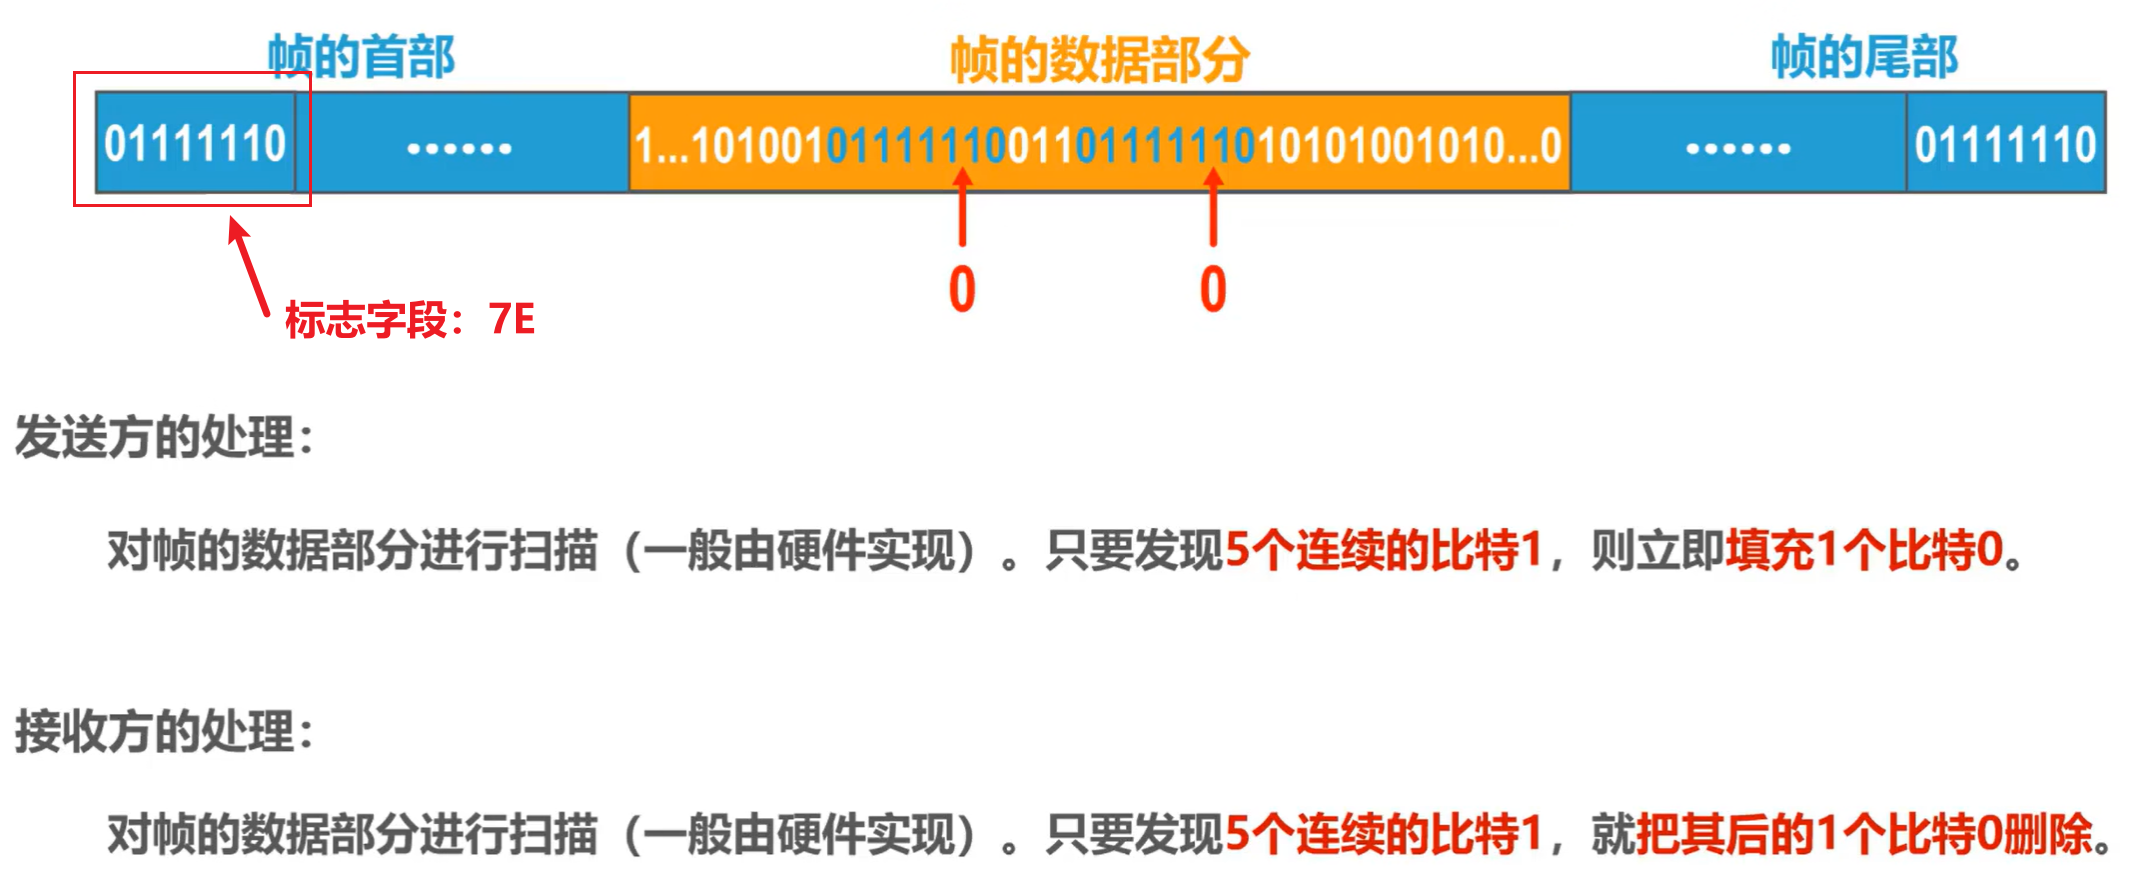 帧的首部 帧的数据部分 帧的尾部
01111110 ...... 1...101001011111100110111111010101001010...0 ...... 01111110
0 0
标志字段：7E
发送方的处理：
对帧的数据部分进行扫描（一般由硬件实现）。只要发现5个连续的比特1，则立即填充1个比特0。
接收方的处理：
对帧的数据部分进行扫描（一般由硬件实现）。只要发现5个连续的比特1，就把其后的1个比特0删除。